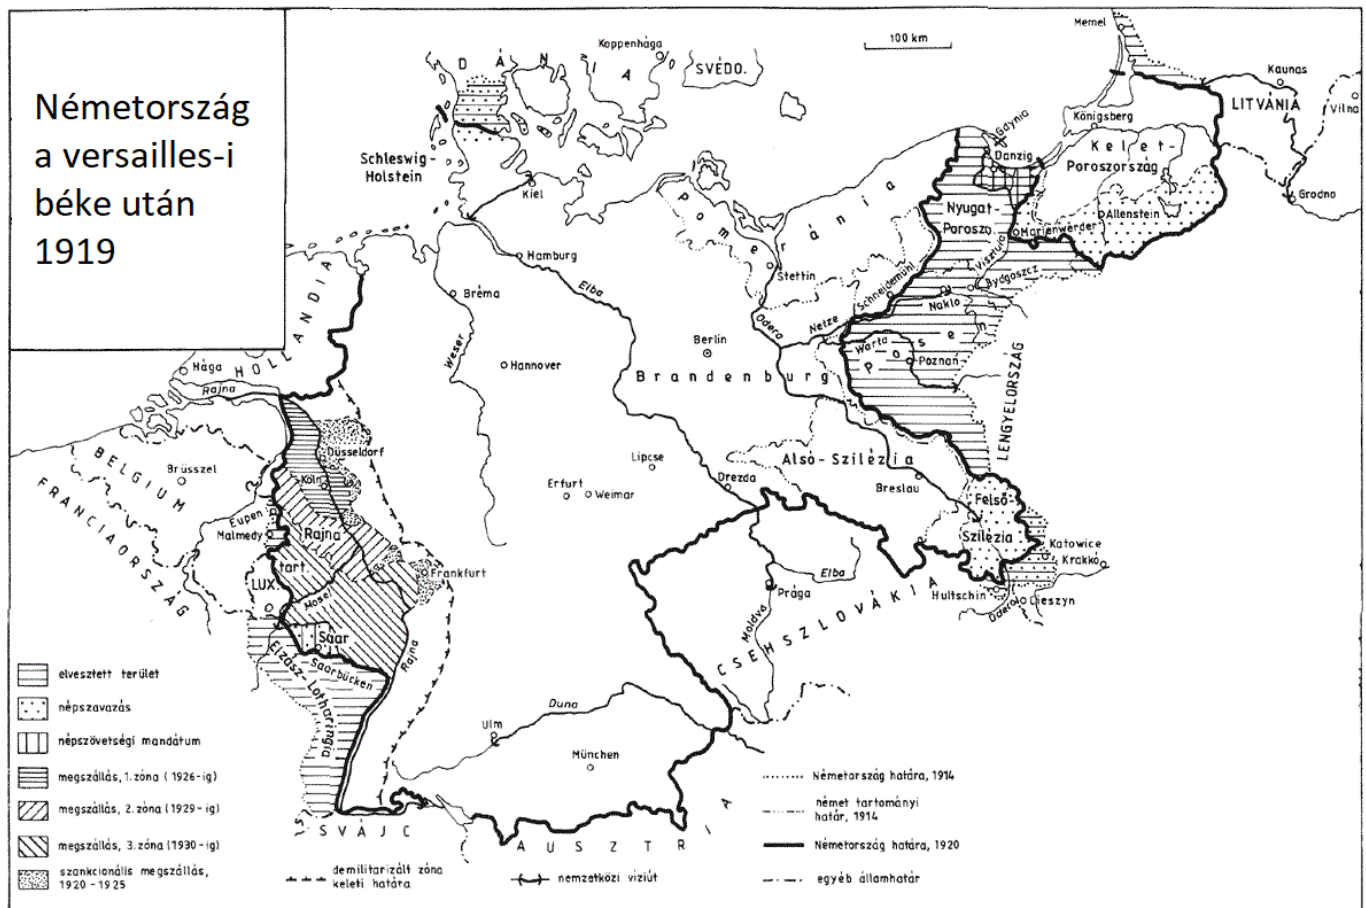 Németország
a versailles-i
béke után
1919
100 km
Memel
Koppenhága
DÁNIA
SVÉDO.
Kaunas
LITVÁNIA
Vilna
Gdynia
Königsberg
Danzig
Kelet-
Poroszország
Schleswig-
Holstein
Kiel
Grodno
Nyugat-
Poroszo.
Allenstein
Marienwerder
Pomeránia
Visztula
Hamburg
Stettin
Schneidemühl
Bydgoszcz
Elba
Bréma
Nakło
HOLLANDIA
Odera
Netze
Weser
Berlin
Warta
Posen
Poznań
Hága
Rajna
Hannover
Brandenburg
LENGYELORSZÁG
BELGIUM
Brüsszel
Düsseldorf
Köln
Lipcse
Alsó-Szilézia
Breslau
FRANCIAORSZÁG
Erfurt
Weimar
Drezda
Felső-
Szilézia
Eupen
Malmedy
Rajna
tart.
Katowice
Krakkó
LUX.
Mosel
Frankfurt
Elba
Prága
Moldva
CSEHSZLOVÁKIA
Hultschin
Odera
Cieszyn
Saar
Saarbücken
Rajna
Elzász-Lotharingia
Duna
Ulm
München
SVÁJC
AUSZTRIA
elvesztett terület
népszavazás
népszövetségi mandátum
megszállás, 1. zóna (1926-ig)
megszállás, 2. zóna (1929-ig)
megszállás, 3. zóna (1930-ig)
szankcionális megszállás,
1920-1925
demilitarizált zóna
keleti határa
nemzetközi víziút
Németország határa, 1914
német tartományi
határ, 1914
Németország határa, 1920
egyéb államhatár